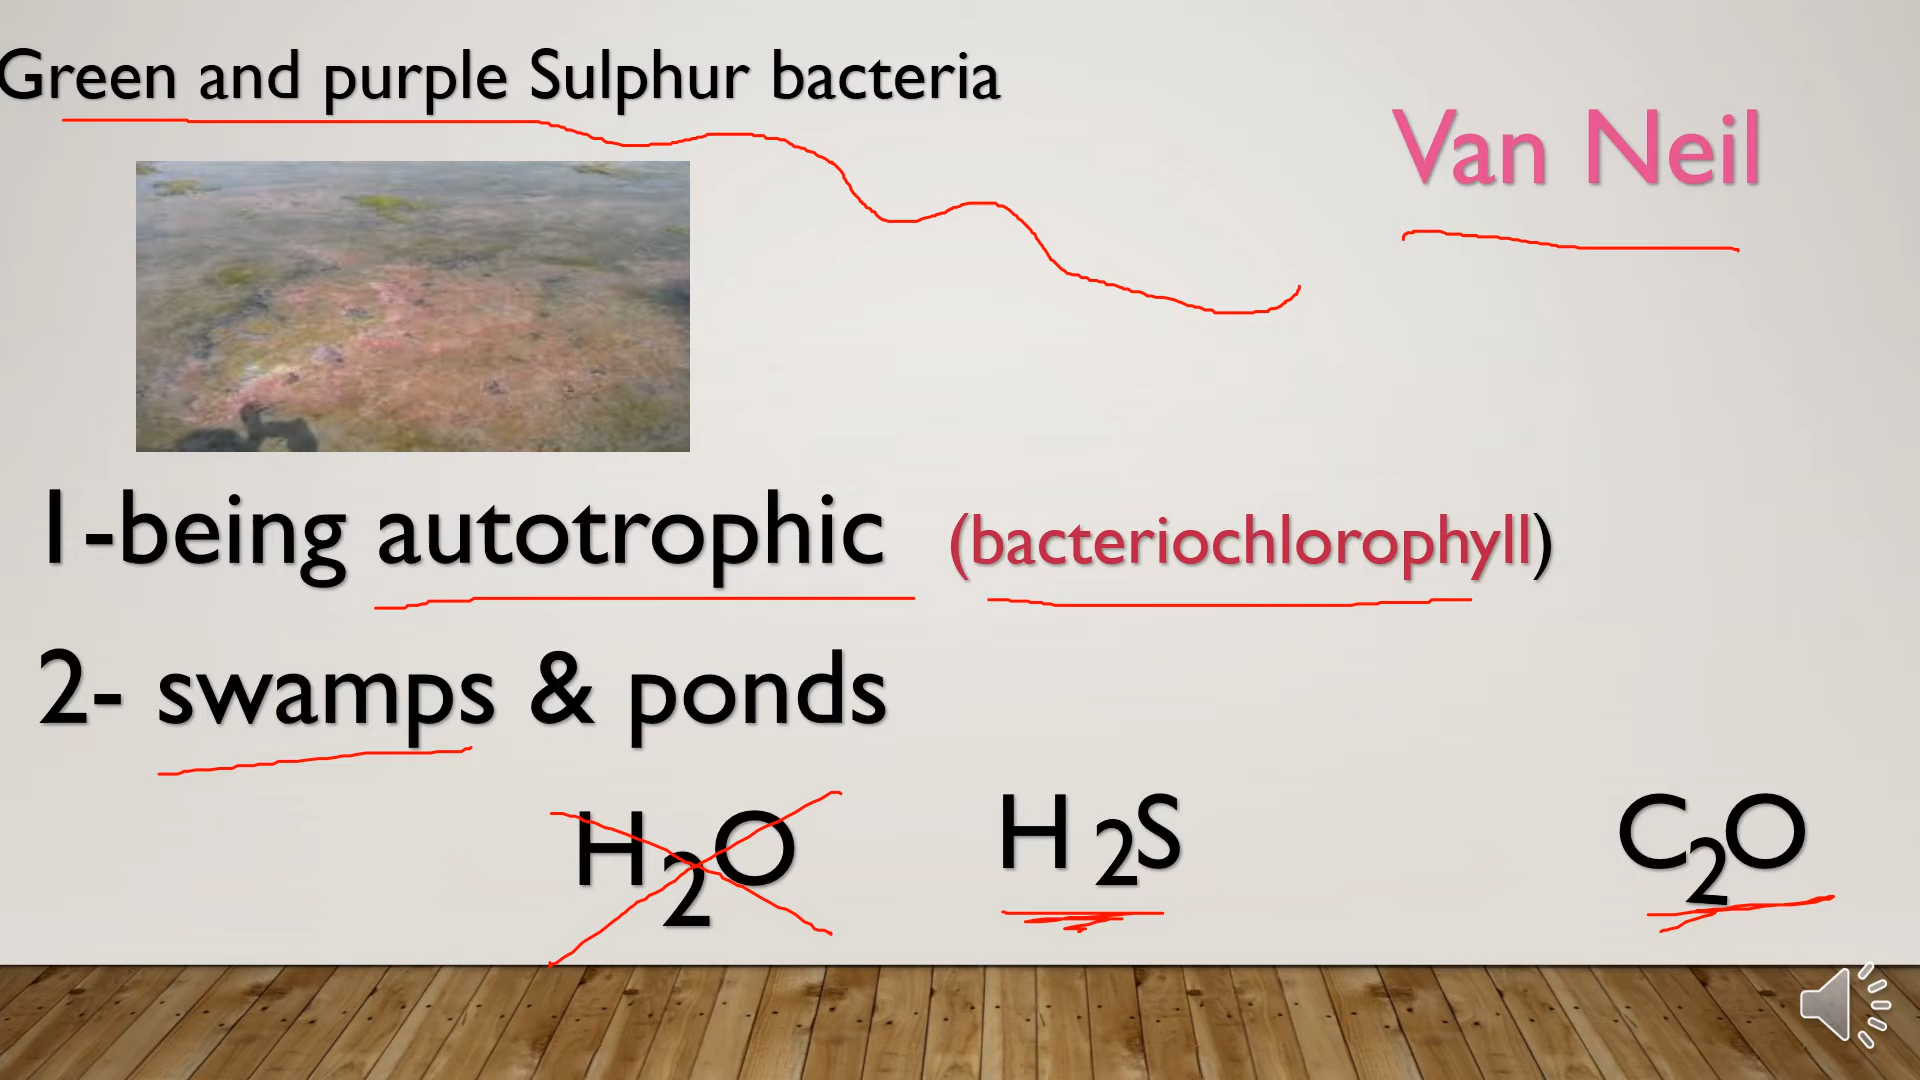 Green and purple Sulphur bacteria
Van Neil
1-being autotrophic (bacteriochlorophyll)
2- swamps & ponds
H2O H2S C2O